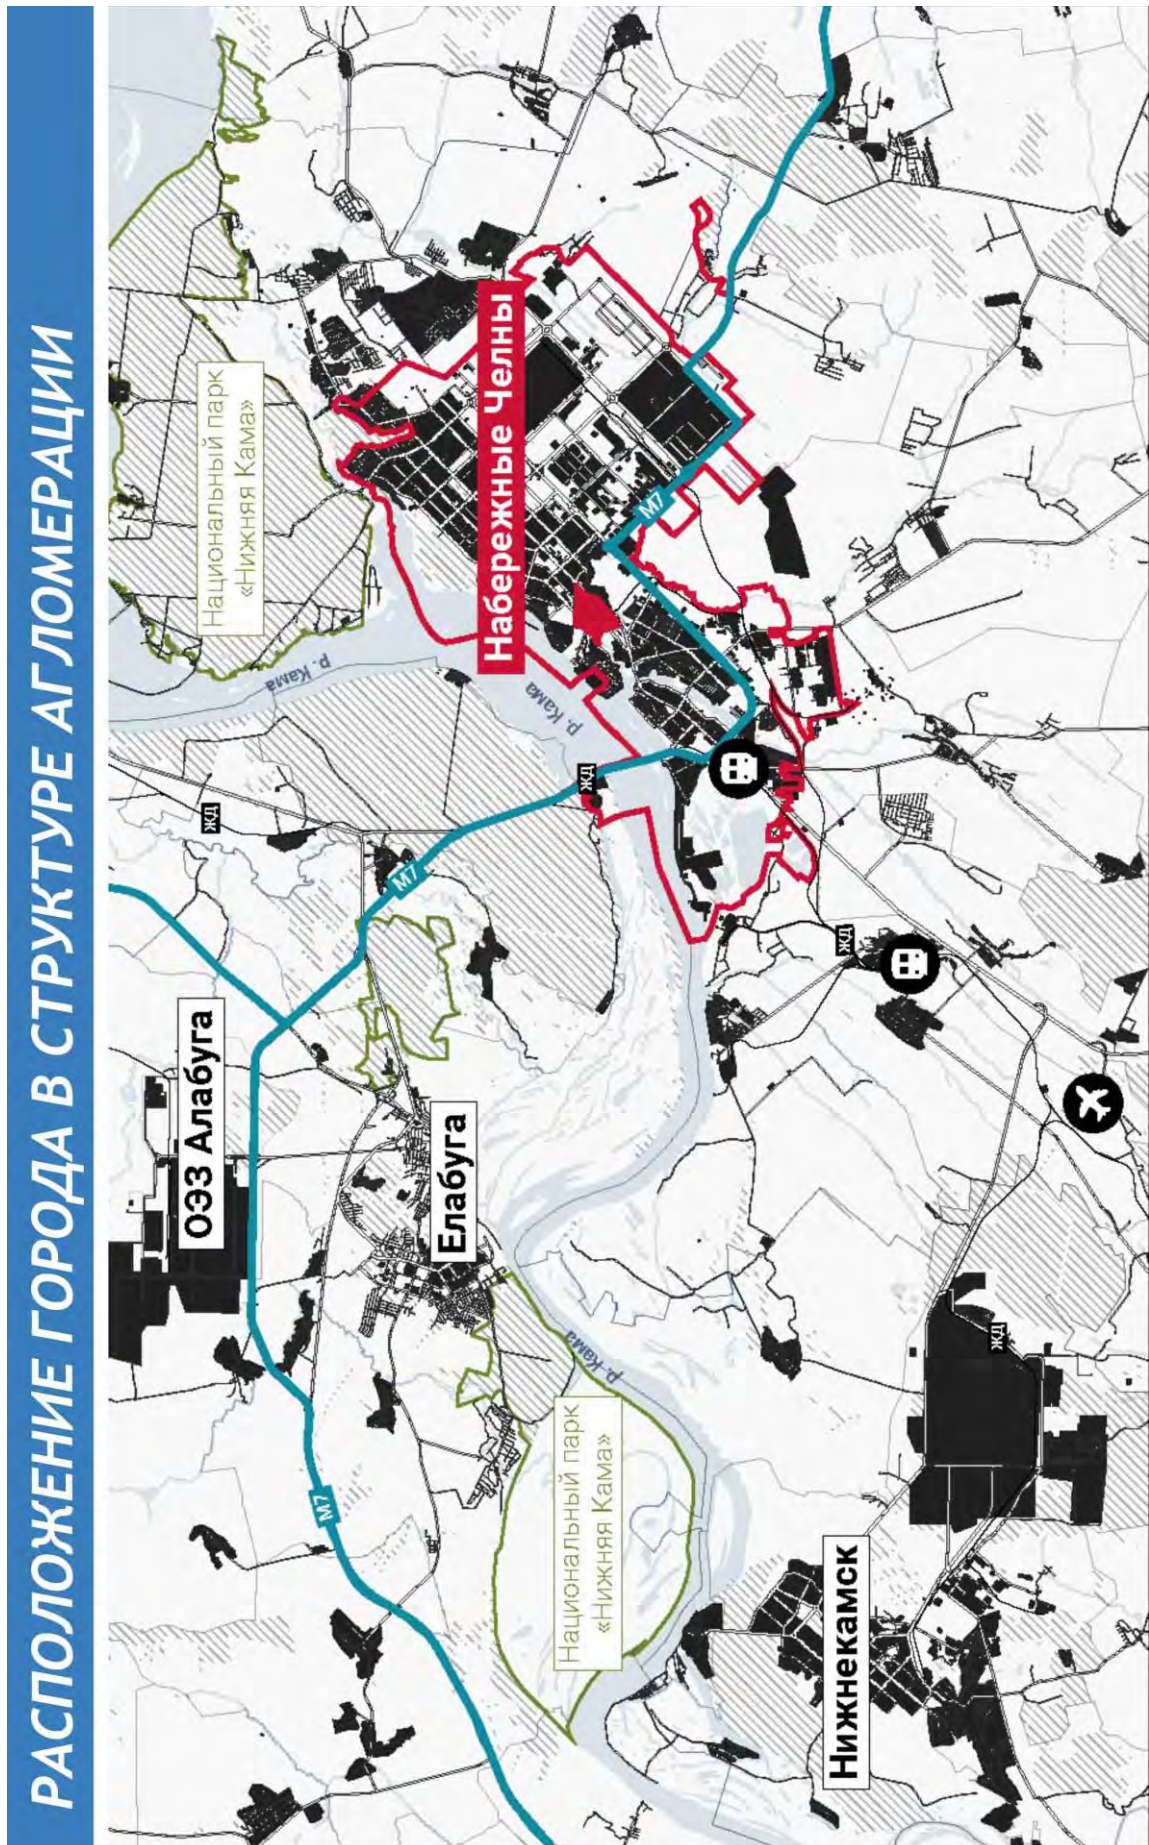 РАСПОЛОЖЕНИЕ ГОРОДА В СТРУКТУРЕ АГЛОМЕРАЦИИ
ЖД
Национальный парк
«Нижняя Кама»
р. Кама
ОЭЗ Алабуга
М7
М7
ЖД
р. Кама
Набережные Челны
Елабуга
М7
р. Кама
Национальный парк
«Нижняя Кама»
ЖД
Нижнекамск
ЖД